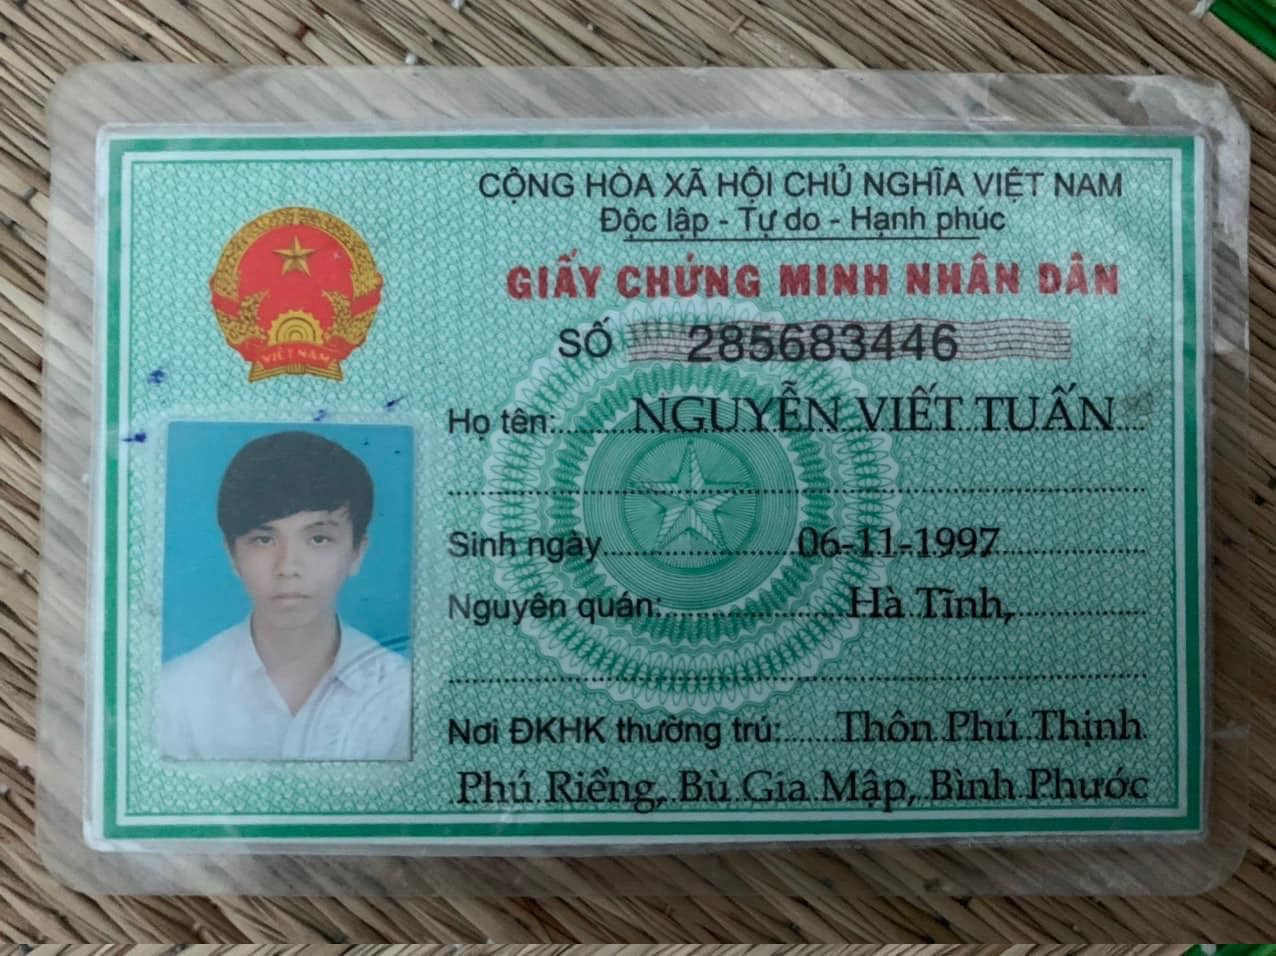 CỘNG HÒA XÃ HỘI CHỦ NGHĨA VIỆT NAM
Độc lập - Tự do - Hạnh phúc
GIẤY CHỨNG MINH NHÂN DÂN
VIỆT NAM
SỐ 285683446
Họ tên: NGUYỄN VIẾT TUẤN
Sinh ngày 06-11-1997
Nguyên quán: Hà Tĩnh,
Nơi ĐKHK thường trú: Thôn Phú Thịnh
Phú Riềng, Bù Gia Mập, Bình Phước